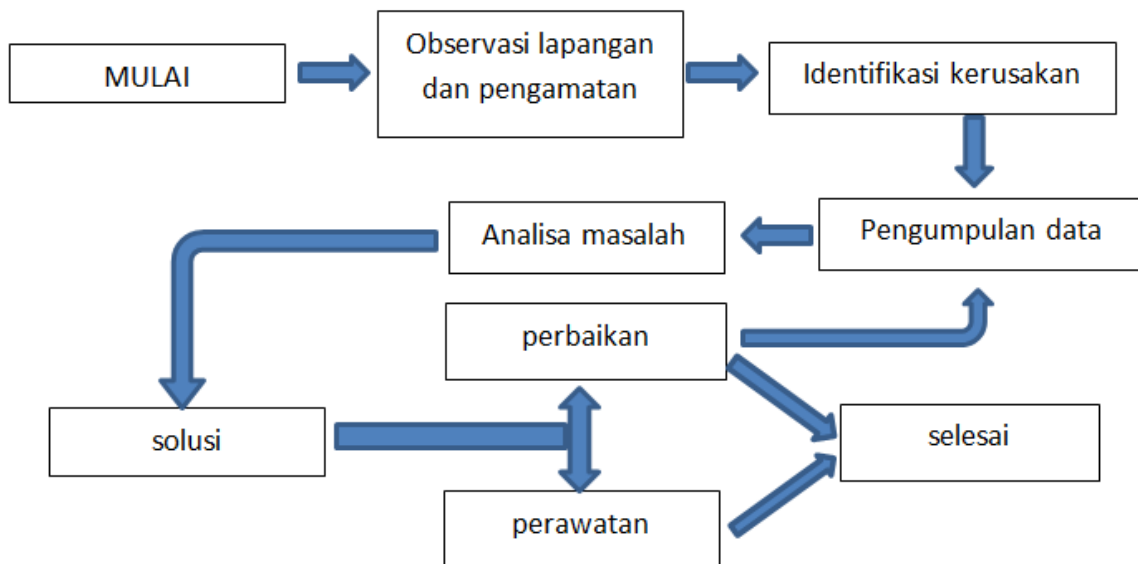 MULAI
Observasi lapangan
dan pengamatan
Identifikasi kerusakan
Pengumpulan data
Analisa masalah
perbaikan
solusi
selesai
perawatan